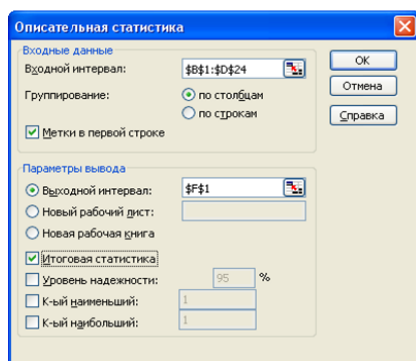 Описательная статистика
Входные данные
Входной интервал: $B$1:$D$24
Группирование: по столбцам
по строкам
Метки в первой строке
ОК
Отмена
Справка
Параметры вывода
Выходной интервал: $F$1
Новый рабочий лист:
Новая рабочая книга
Итоговая статистика
Уровень надежности: 95 %
К-ый наименьший: 1
К-ый наибольший: 1